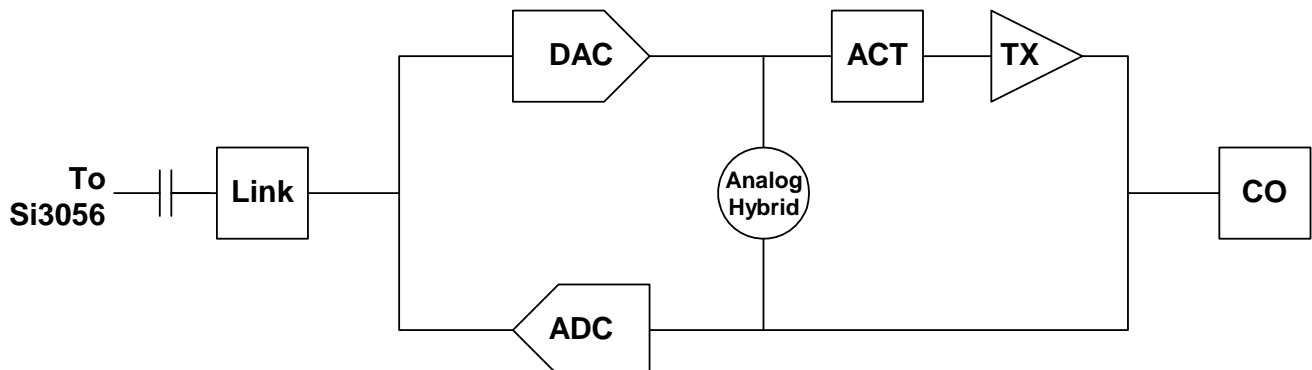 DAC
ACT
TX
To
Si3056
Link
Analog
Hybrid
CO
ADC